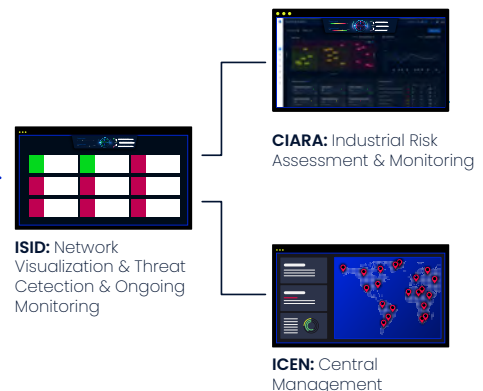 CIARA: Industrial Risk
Assessment & Monitoring
ISID: Network
Visualization & Threat
Cetection & Ongoing
Monitoring
ICEN: Central
Management